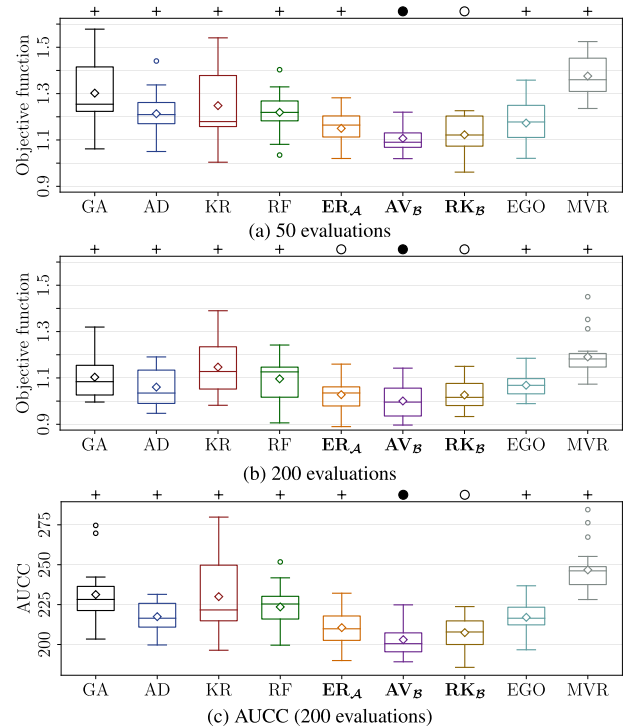 + + + + + ● ○ + +
Objective function
1.5
1.3
1.1
0.9
GA AD KR RF ER𝒜 AVℬ RKℬ EGO MVR
(a) 50 evaluations
+ + + + ○ ● ○ + +
Objective function
1.5
1.3
1.1
0.9
GA AD KR RF ER𝒜 AVℬ RKℬ EGO MVR
(b) 200 evaluations
+ + + + + ● ○ + +
AUCC
275
250
225
200
GA AD KR RF ER𝒜 AVℬ RKℬ EGO MVR
(c) AUCC (200 evaluations)